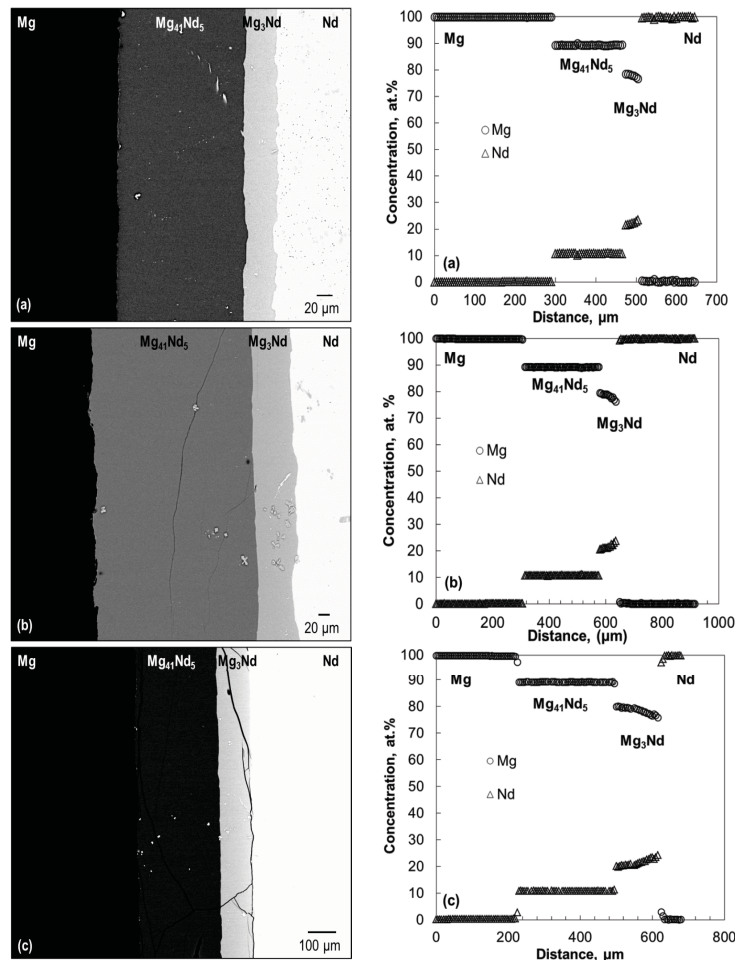 Mg Mg₄₁Nd₅ Mg₃Nd Nd
(a)
20 µm
Mg Mg₄₁Nd₅ Mg₃Nd Nd
(b)
20 µm
Mg Mg₄₁Nd₅ Mg₃Nd Nd
(c)
100 µm
Concentration, at.%
100
90
80
70
60
50
40
30
20
10
0
Mg Nd
Mg₄₁Nd₅
Mg₃Nd
Mg
Nd
(a)
0 100 200 300 400 500 600 700
Distance, µm
Concentration, at. %
100
90
80
70
60
50
40
30
20
10
0
Mg Nd
Mg₄₁Nd₅
Mg₃Nd
Mg
Nd
(b)
0 200 400 600 800 1000
Distance, (µm)
Concentration, at.%
100
90
80
70
60
50
40
30
20
10
0
Mg Nd
Mg₄₁Nd₅
Mg₃Nd
Mg
Nd
(c)
0 200 400 600 800
Distance, µm